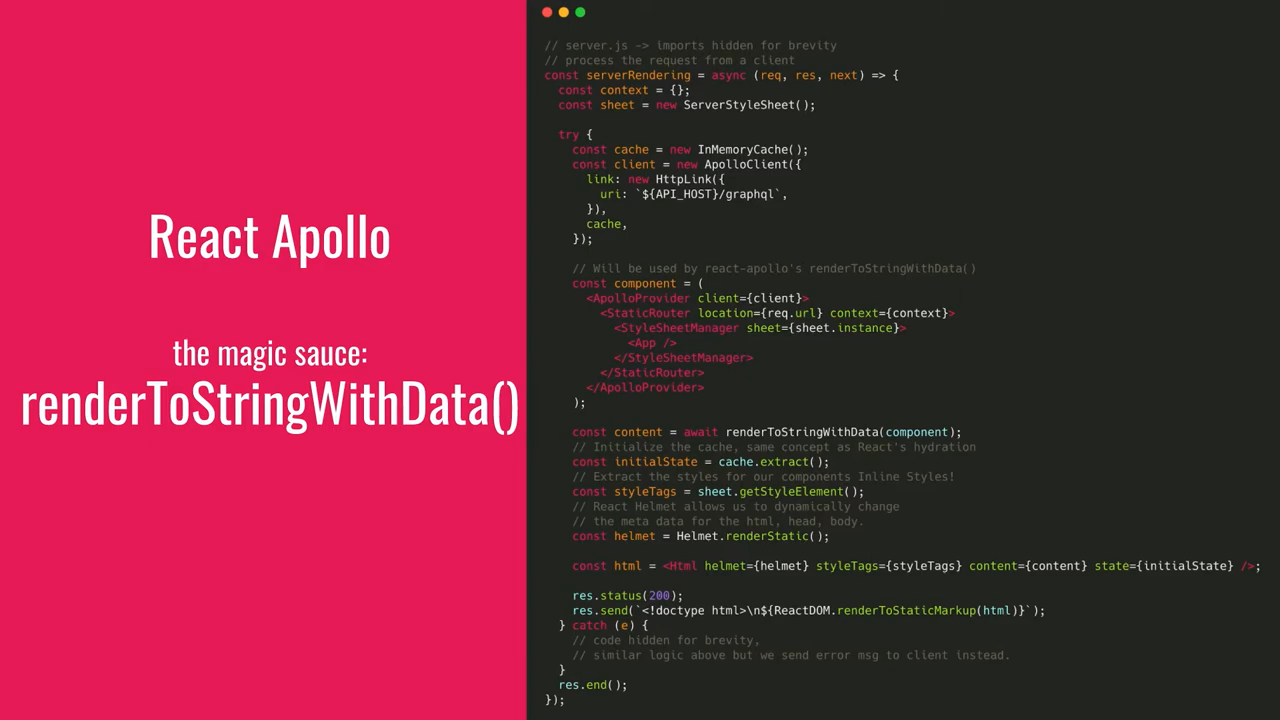 React Apollo
the magic sauce:
renderToStringWithData()
// server.js -> imports hidden for brevity
// process the request from a client
const serverRendering = async (req, res, next) => {
  const context = {};
  const sheet = new ServerStyleSheet();

  try {
    const cache = new InMemoryCache();
    const client = new ApolloClient({
      link: new HttpLink({
        uri: `${API_HOST}/graphql`,
      }),
      cache,
    });

    // Will be used by react-apollo's renderToStringWithData()
    const component = (
      <ApolloProvider client={client}>
        <StaticRouter location={req.url} context={context}>
          <StyleSheetManager sheet={sheet.instance}>
            <App />
          </StyleSheetManager>
        </StaticRouter>
      </ApolloProvider>
    );

    const content = await renderToStringWithData(component);
    // Initialize the cache, same concept as React's hydration
    const initialState = cache.extract();
    // Extract the styles for our components Inline Styles!
    const styleTags = sheet.getStyleElement();
    // React Helmet allows us to dynamically change
    // the meta data for the html, head, body.
    const helmet = Helmet.renderStatic();

    const html = <Html helmet={helmet} styleTags={styleTags} content={content} state={initialState} />;

    res.status(200);
    res.send(`<!doctype html>\n${ReactDOM.renderToStaticMarkup(html)}`);
  } catch (e) {
    // code hidden for brevity,
    // similar logic above but we send error msg to client instead.
  }
  res.end();
});